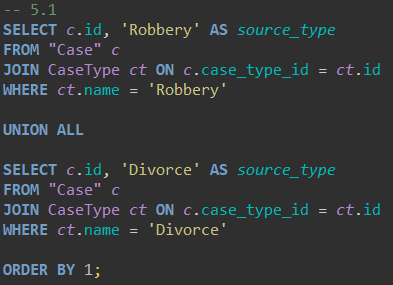 -- 5.1
SELECT c.id, 'Robbery' AS source_type
FROM "Case" c
JOIN CaseType ct ON c.case_type_id = ct.id
WHERE ct.name = 'Robbery'
UNION ALL
SELECT c.id, 'Divorce' AS source_type
FROM "Case" c
JOIN CaseType ct ON c.case_type_id = ct.id
WHERE ct.name = 'Divorce'
ORDER BY 1;